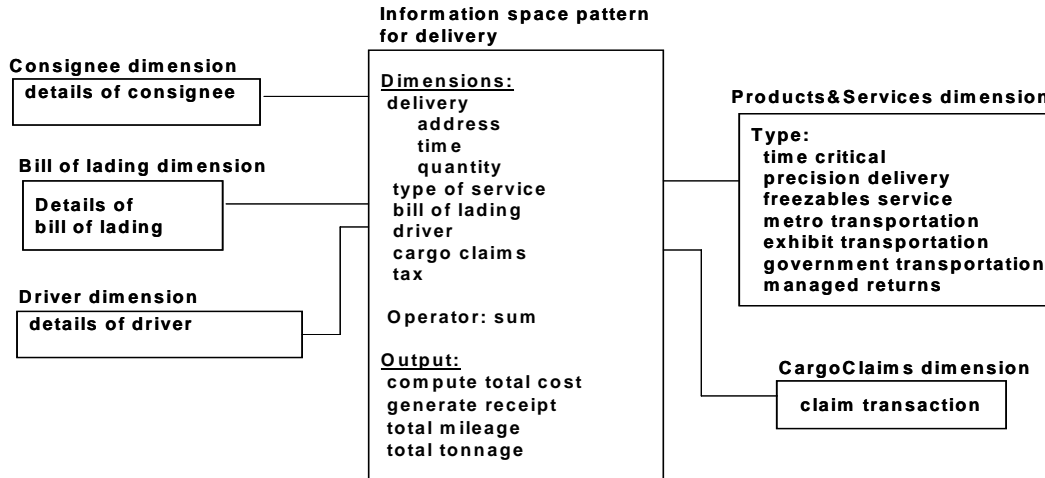 Information space pattern
for delivery
Consignee dimension
details of consignee
Bill of lading dimension
Details of
bill of lading
Driver dimension
details of driver
Dimensions:
delivery
address
time
quantity
type of service
bill of lading
driver
cargo claims
tax
Operator: sum
Output:
compute total cost
generate receipt
total mileage
total tonnage
Products&Services dimension
Type:
time critical
precision delivery
freezables service
metro transportation
exhibit transportation
government transportation
managed returns
CargoClaims dimension
claim transaction